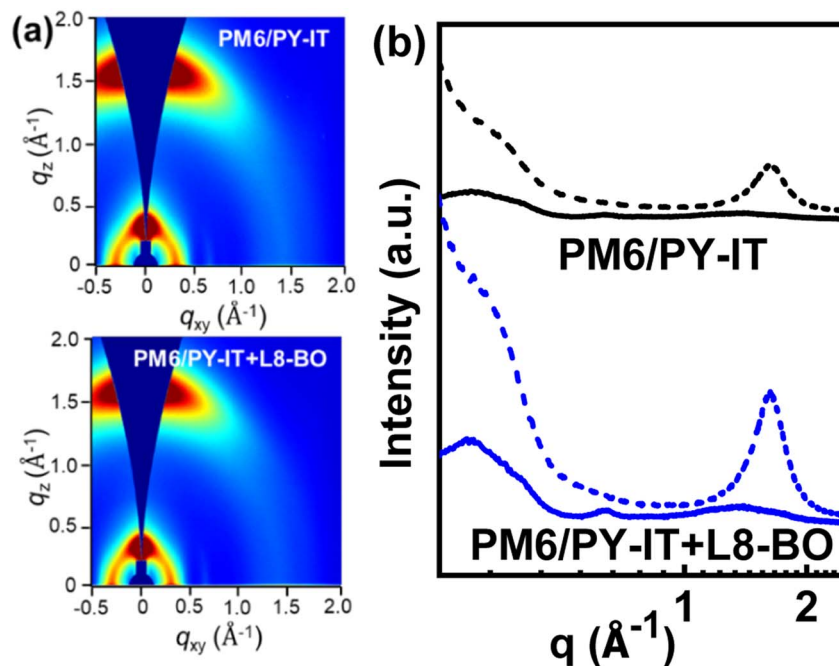 (a)
PM6/PY-IT
2.0
1.5
1.0
0.5
0
qz (Å-1)
-0.5 0 0.5 1.0 1.5 2.0
qxy (Å-1)
PM6/PY-IT+L8-BO
2.0
1.5
1.0
0.5
0
qz (Å-1)
-0.5 0 0.5 1.0 1.5 2.0
qxy (Å-1)
(b)
Intensity (a.u.)
PM6/PY-IT
PM6/PY-IT+L8-BO
1 2
q (Å-1)